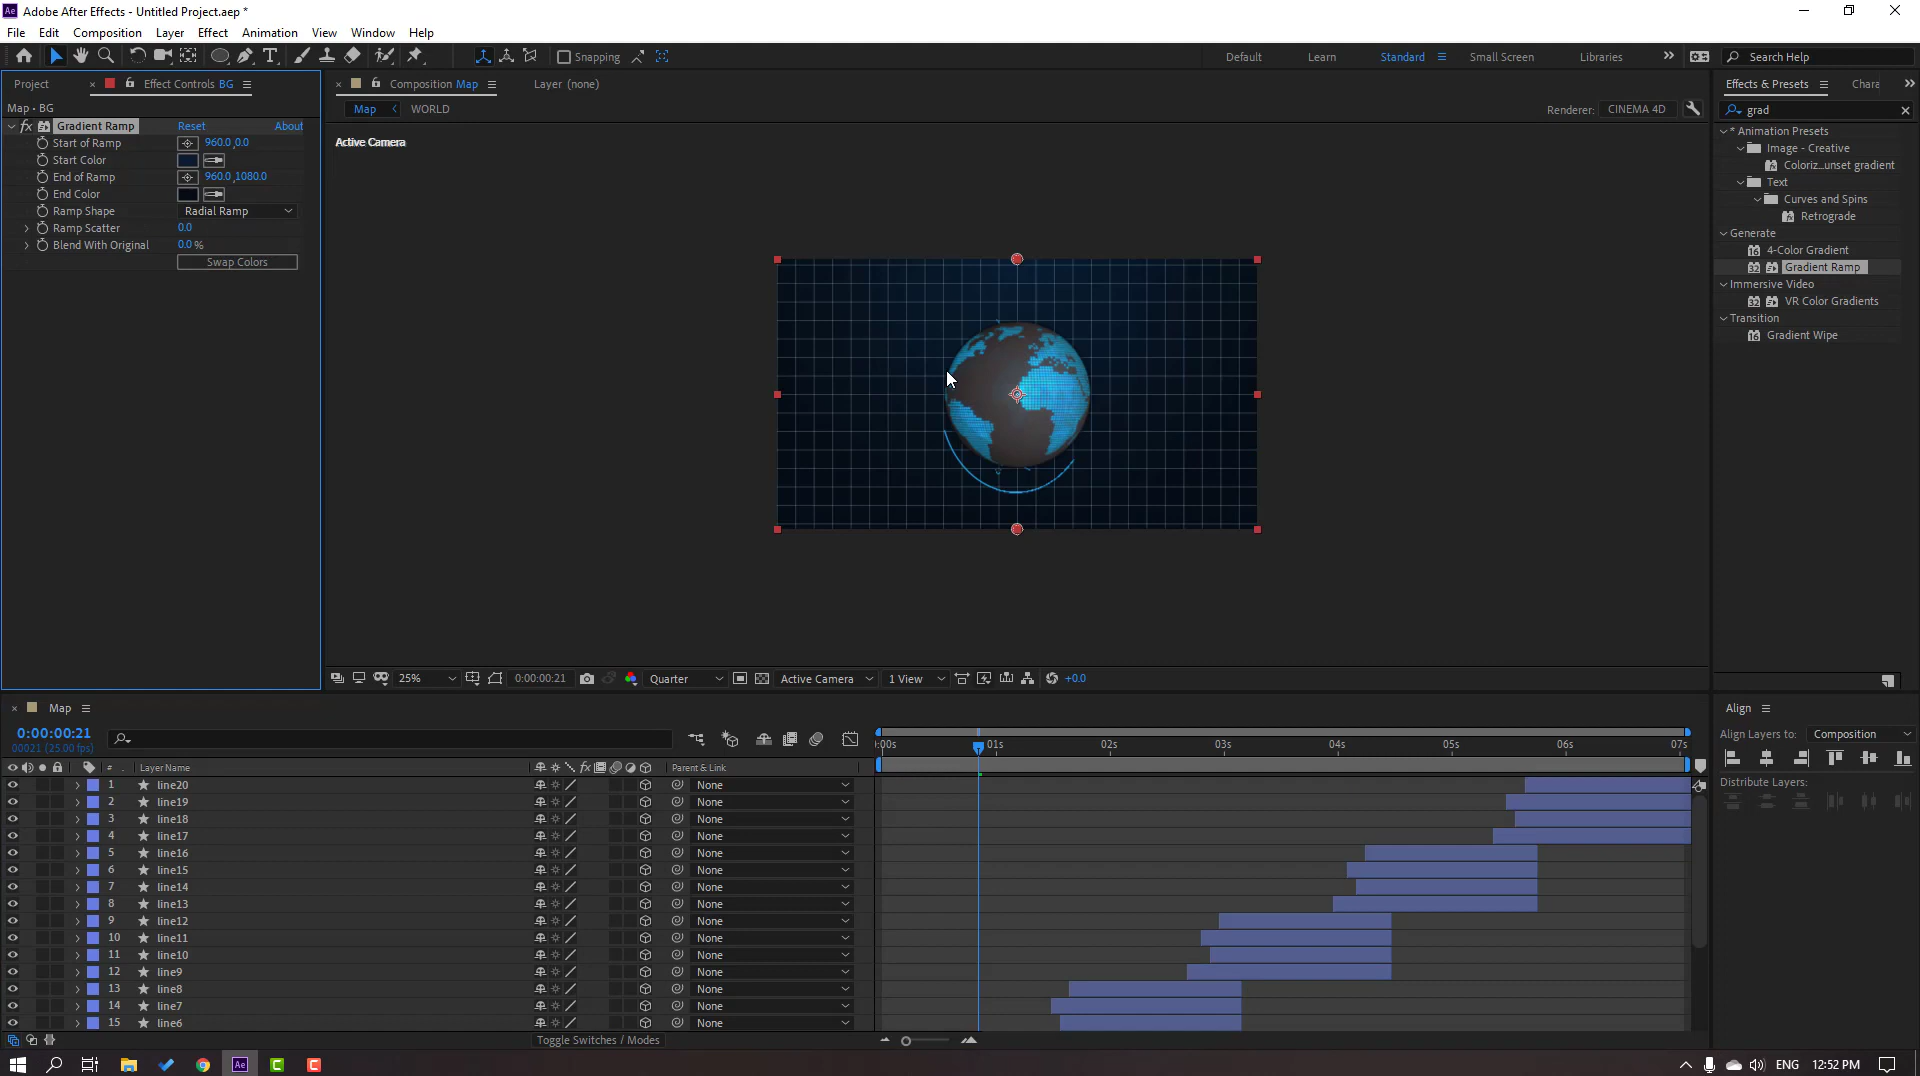 Adobe After Effects - Untitled Project.aep *
File Edit Composition Layer Effect Animation View Window Help
Snapping Default Learn Standard Small Screen Libraries Search Help
Project Effect Controls BG Composition Map Layer (none) Effects & Presets Chara
Map • BG
Map WORLD Renderer: CINEMA 4D grad
fx Gradient Ramp Reset About
Start of Ramp 960.0,0.0
Start Color
End of Ramp 960.0,1080.0
End Color
Ramp Shape Radial Ramp
Ramp Scatter 0.0
Blend With Original 0.0 %
Swap Colors
Active Camera
* Animation Presets
Image - Creative
Coloriz...unset gradient
Text
Curves and Spins
Retrograde
Generate
4-Color Gradient
Gradient Ramp
Immersive Video
VR Color Gradients
Transition
Gradient Wipe
25% 0:00:00:21 Quarter Active Camera 1 View +0.0
Map
Align
0:00:00:21
00021 (25.00 fps)
Align Layers to: Composition
Distribute Layers:
:00s 01s 02s 03s 04s 05s 06s 07s
# Layer Name fx Parent & Link
1 line20 None
2 line19 None
3 line18 None
4 line17 None
5 line16 None
6 line15 None
7 line14 None
8 line13 None
9 line12 None
10 line11 None
11 line10 None
12 line9 None
13 line8 None
14 line7 None
15 line6 None
Toggle Switches / Modes
ENG 12:52 PM